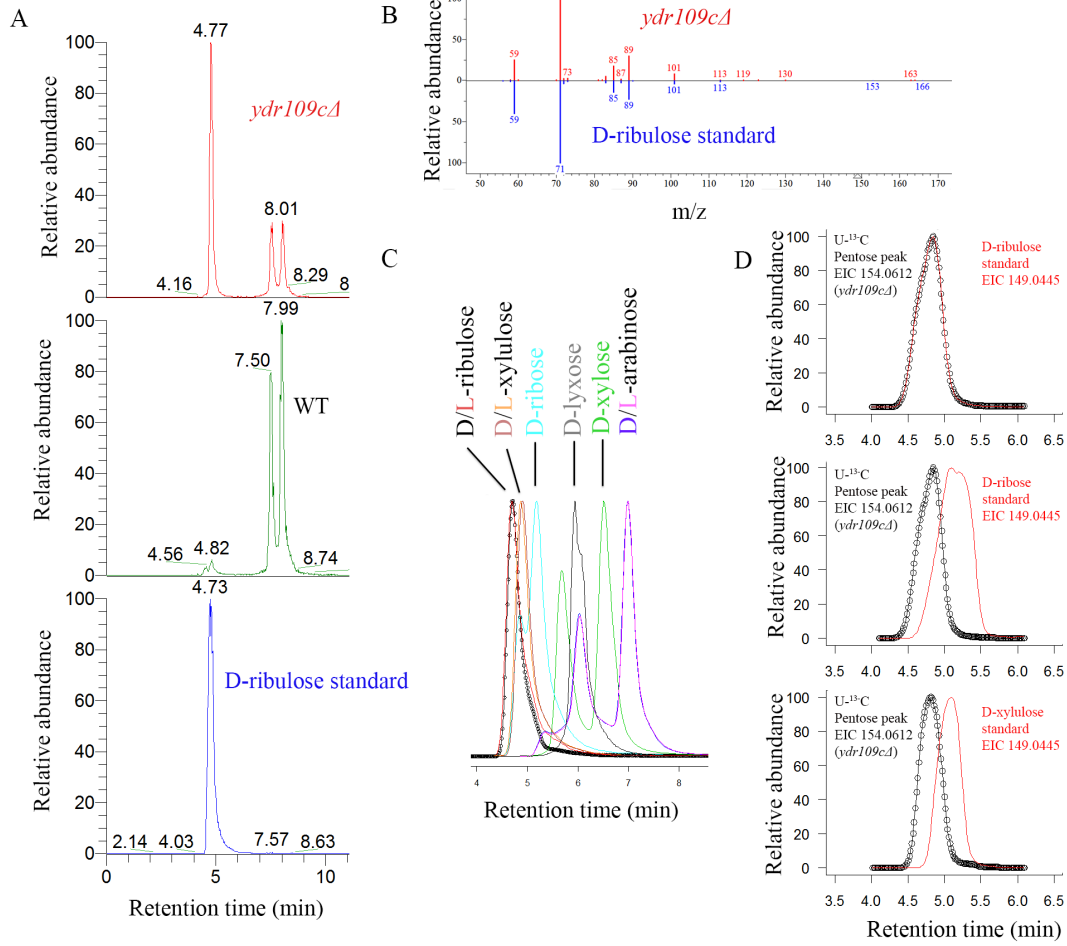 A
Relative abundance
100
80
60
40
20
0
4.77
ydr109cΔ
8.01
4.16
8.29
8
Relative abundance
100
80
60
40
20
0
7.99
7.50
WT
4.56
4.82
8.74
Relative abundance
100
80
60
40
20
0
4.73
D-ribulose standard
2.14
4.03
7.57
8.63
0
5
10
Retention time (min)
B
Relative abundance
100
50
0
50
100
ydr109cΔ
59
73
85
87
89
101
113
119
130
163
59
71
85
89
101
113
153
166
D-ribulose standard
50
60
70
80
90
100
110
120
130
140
150
160
170
m/z
C
D/L-ribulose
D/L-xylulose
D-ribose
D-lyxose
D-xylose
D/L-arabinose
4
5
6
7
8
Retention time (min)
D
Relative abundance
100
80
60
40
20
0
U-¹³C
Pentose peak
EIC 154.0612
(ydr109cΔ)
D-ribulose
standard
EIC 149.0445
3.5
4.0
4.5
5.0
5.5
6.0
6.5
Relative abundance
100
80
60
40
20
0
U-¹³C
Pentose peak
EIC 154.0612
(ydr109cΔ)
D-ribose
standard
EIC 149.0445
3.5
4.0
4.5
5.0
5.5
6.0
6.5
Relative abundance
100
80
60
40
20
0
U-¹³C
Pentose peak
EIC 154.0612
(ydr109cΔ)
D-xylulose
standard
EIC 149.0445
3.5
4.0
4.5
5.0
5.5
6.0
6.5
Retention time (min)